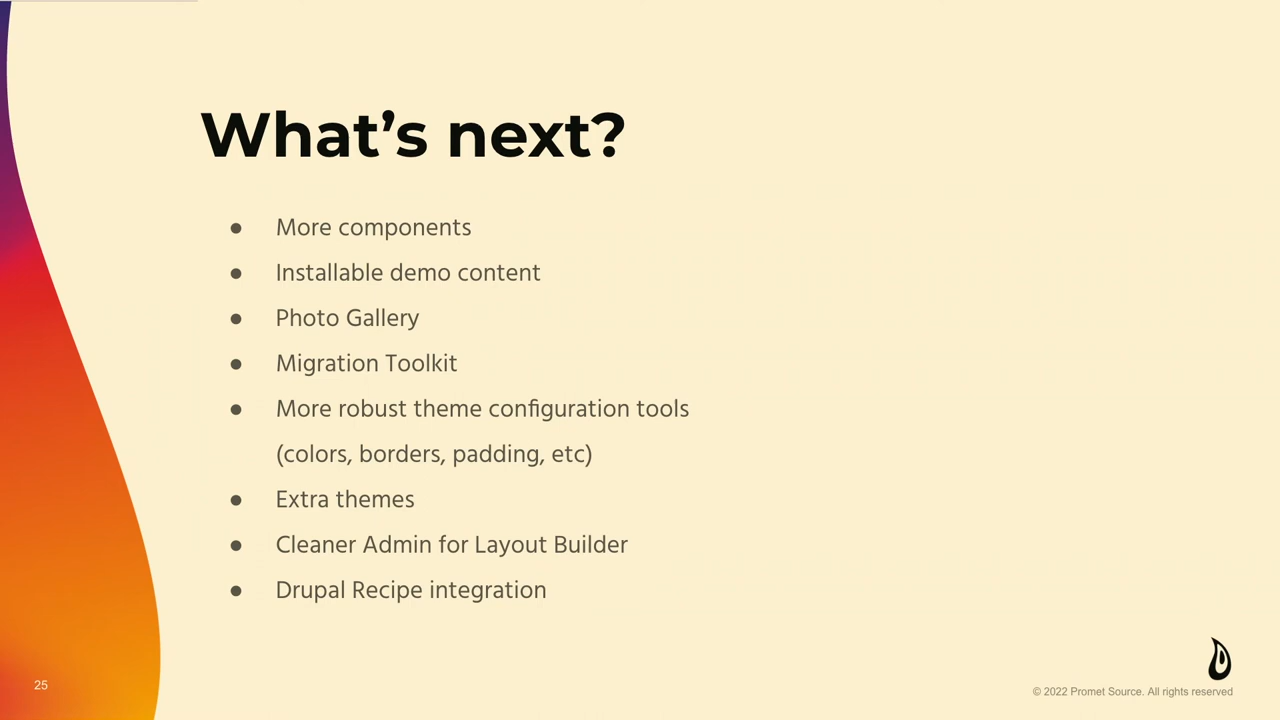 What’s next?
● More components
● Installable demo content
● Photo Gallery
● Migration Toolkit
● More robust theme configuration tools
(colors, borders, padding, etc)
● Extra themes
● Cleaner Admin for Layout Builder
● Drupal Recipe integration
25
© 2022 Promet Source. All rights reserved